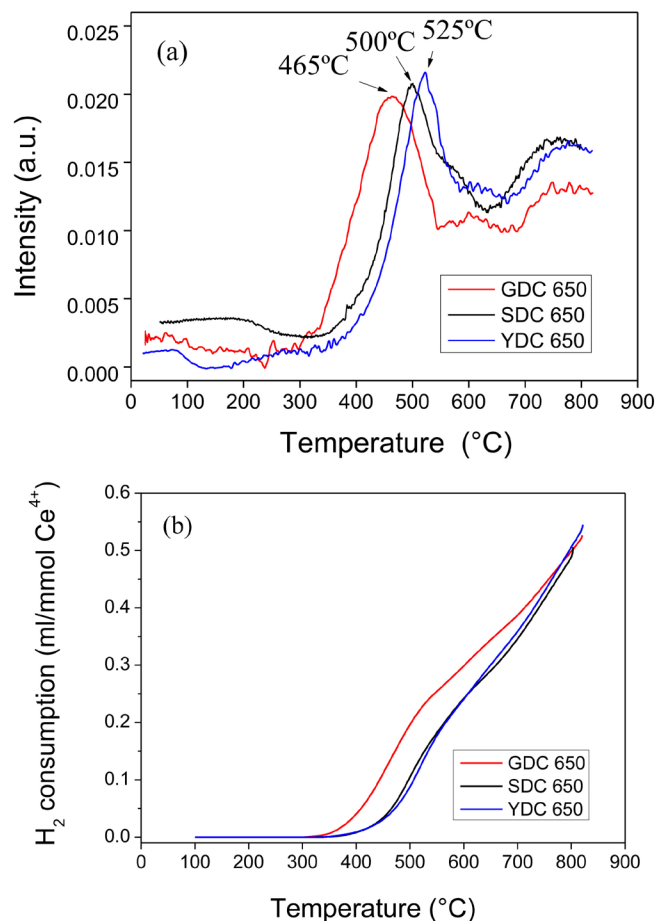 (a)
500ºC
525ºC
465ºC
0.020
0.015
0.010
0.005
0.000
Intensity (a.u.)
GDC 650
SDC 650
YDC 650
0 100 200 300 400 500 600 700 800 900
Temperature (°C)
(b)
0.6
0.5
0.4
0.3
0.2
0.1
0.0
H₂ consumption (ml/mmol Ce⁴⁺)
GDC 650
SDC 650
YDC 650
0 100 200 300 400 500 600 700 800 900
Temperature (°C)